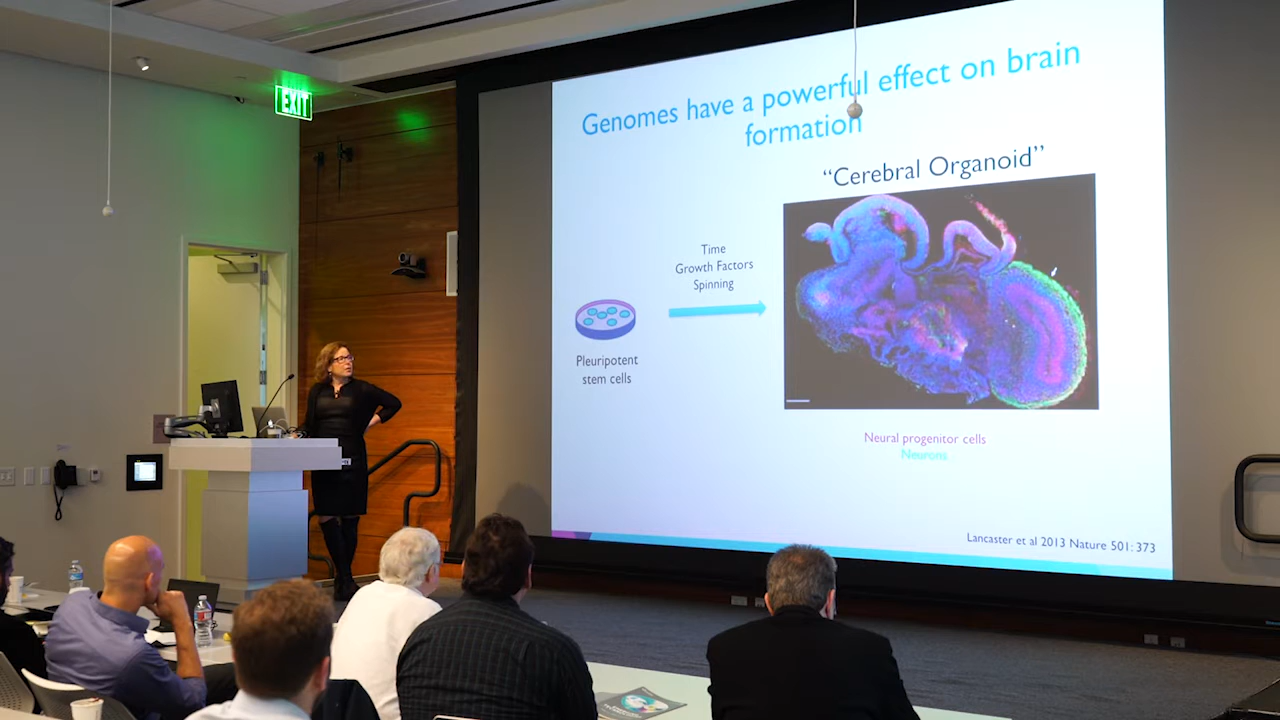 EXIT
Genomes have a powerful effect on brain
formation
“Cerebral Organoid”
Time
Growth Factors
Spinning
Pleuripotent
stem cells
Neural progenitor cells
Neurons
Lancaster et al 2013 Nature 501: 373